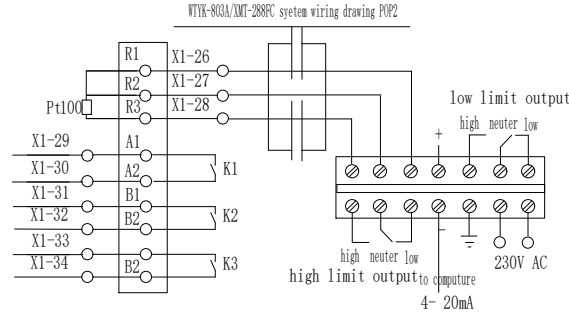 WTYK-803A/XMT-288FC syetem wiring drawing POP2
R1 X1-26
R2 X1-27
Pt100 R3 X1-28
low limit output
high neuter low
+
X1-29 A1
X1-30 A2 K1
X1-31 B1
X1-32 B2 K2
X1-33
X1-34 B2 K3
high neuter low
-
230V AC
high limit output to computure
4- 20mA